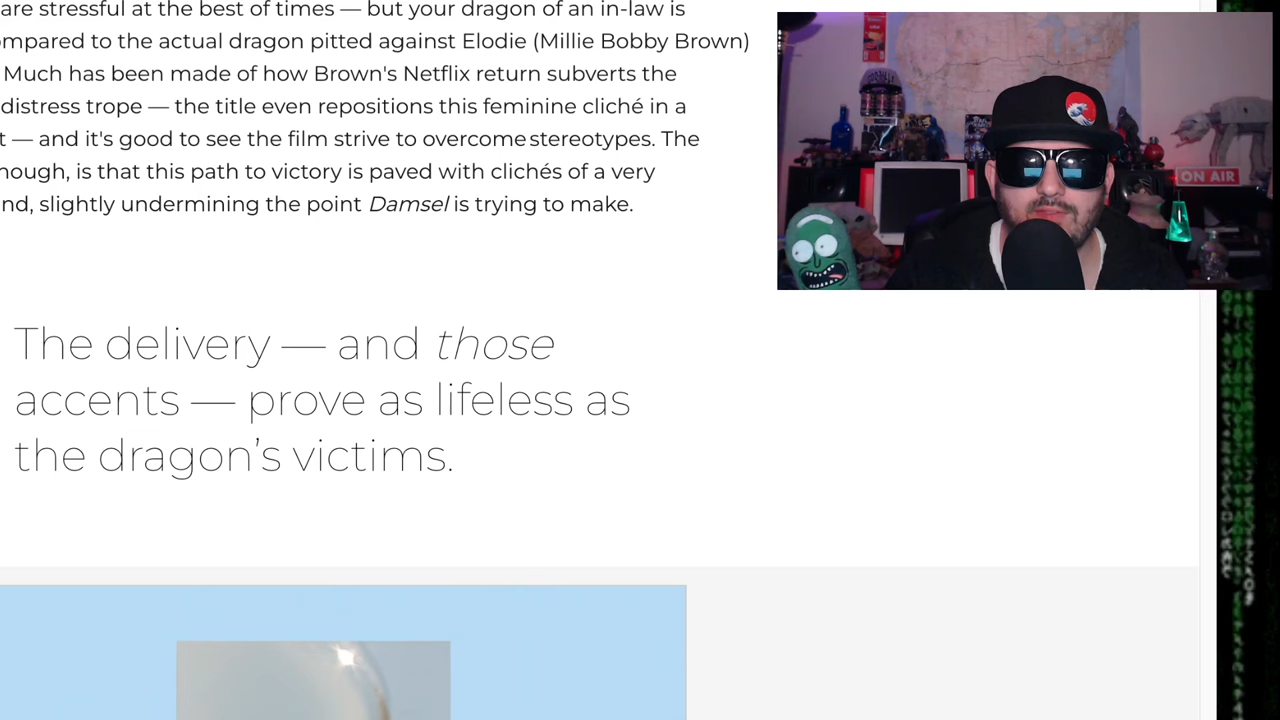 are stressful at the best of times — but your dragon of an in-law is
mpared to the actual dragon pitted against Elodie (Millie Bobby Brown)
Much has been made of how Brown's Netflix return subverts the
distress trope — the title even repositions this feminine cliché in a
t — and it's good to see the film strive to overcome stereotypes. The
nough, is that this path to victory is paved with clichés of a very
nd, slightly undermining the point Damsel is trying to make.
ON AIR
The delivery — and those
accents — prove as lifeless as
the dragon’s victims.